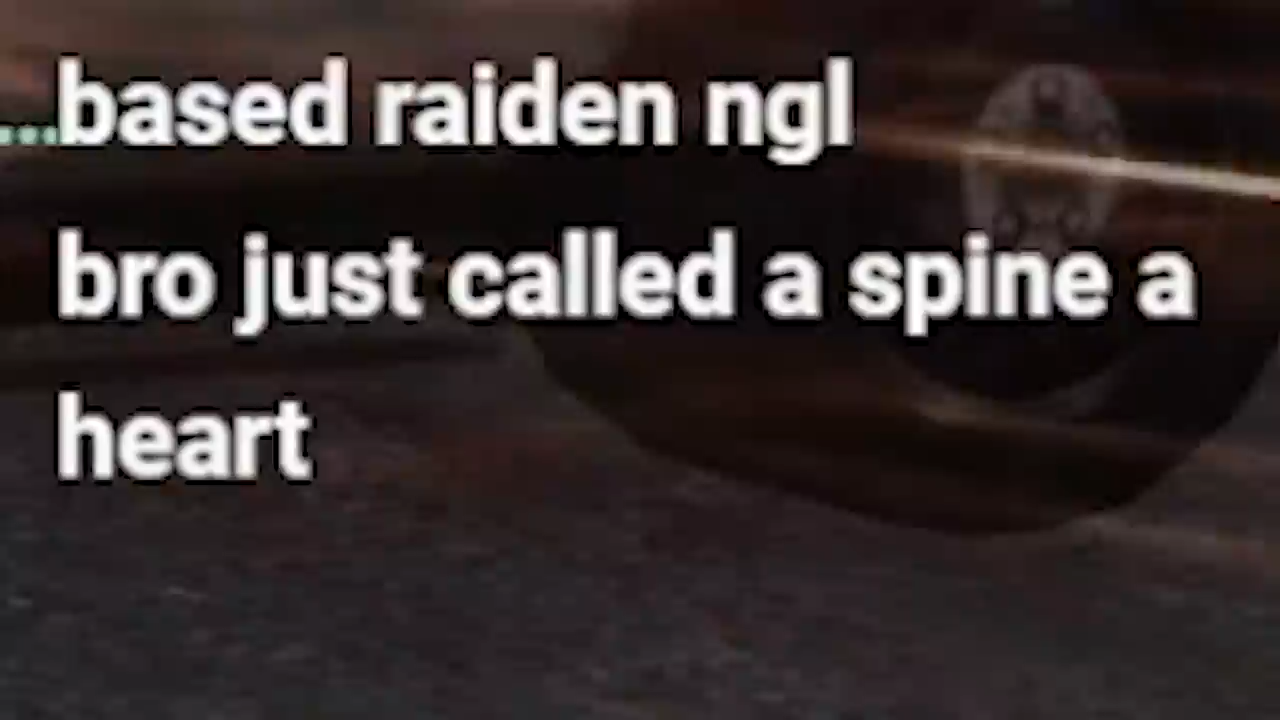 ...based raiden ngl
bro just called a spine a
heart